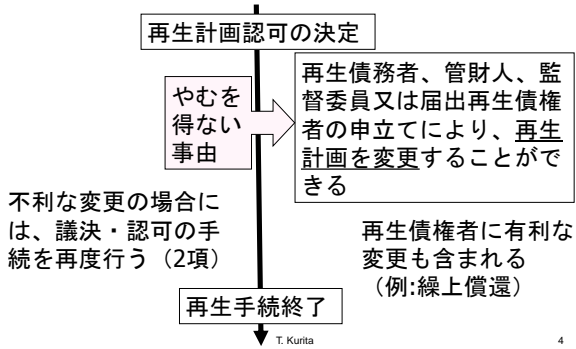 再生計画認可の決定
やむを
得ない
事由
再生債務者、管財人、監
督委員又は届出再生債権
者の申立てにより、再生
計画を変更することがで
きる
不利な変更の場合に
は、議決・認可の手
続を再度行う（2項）
再生債権者に有利な
変更も含まれる
（例:繰上償還）
再生手続終了
T. Kurita
4